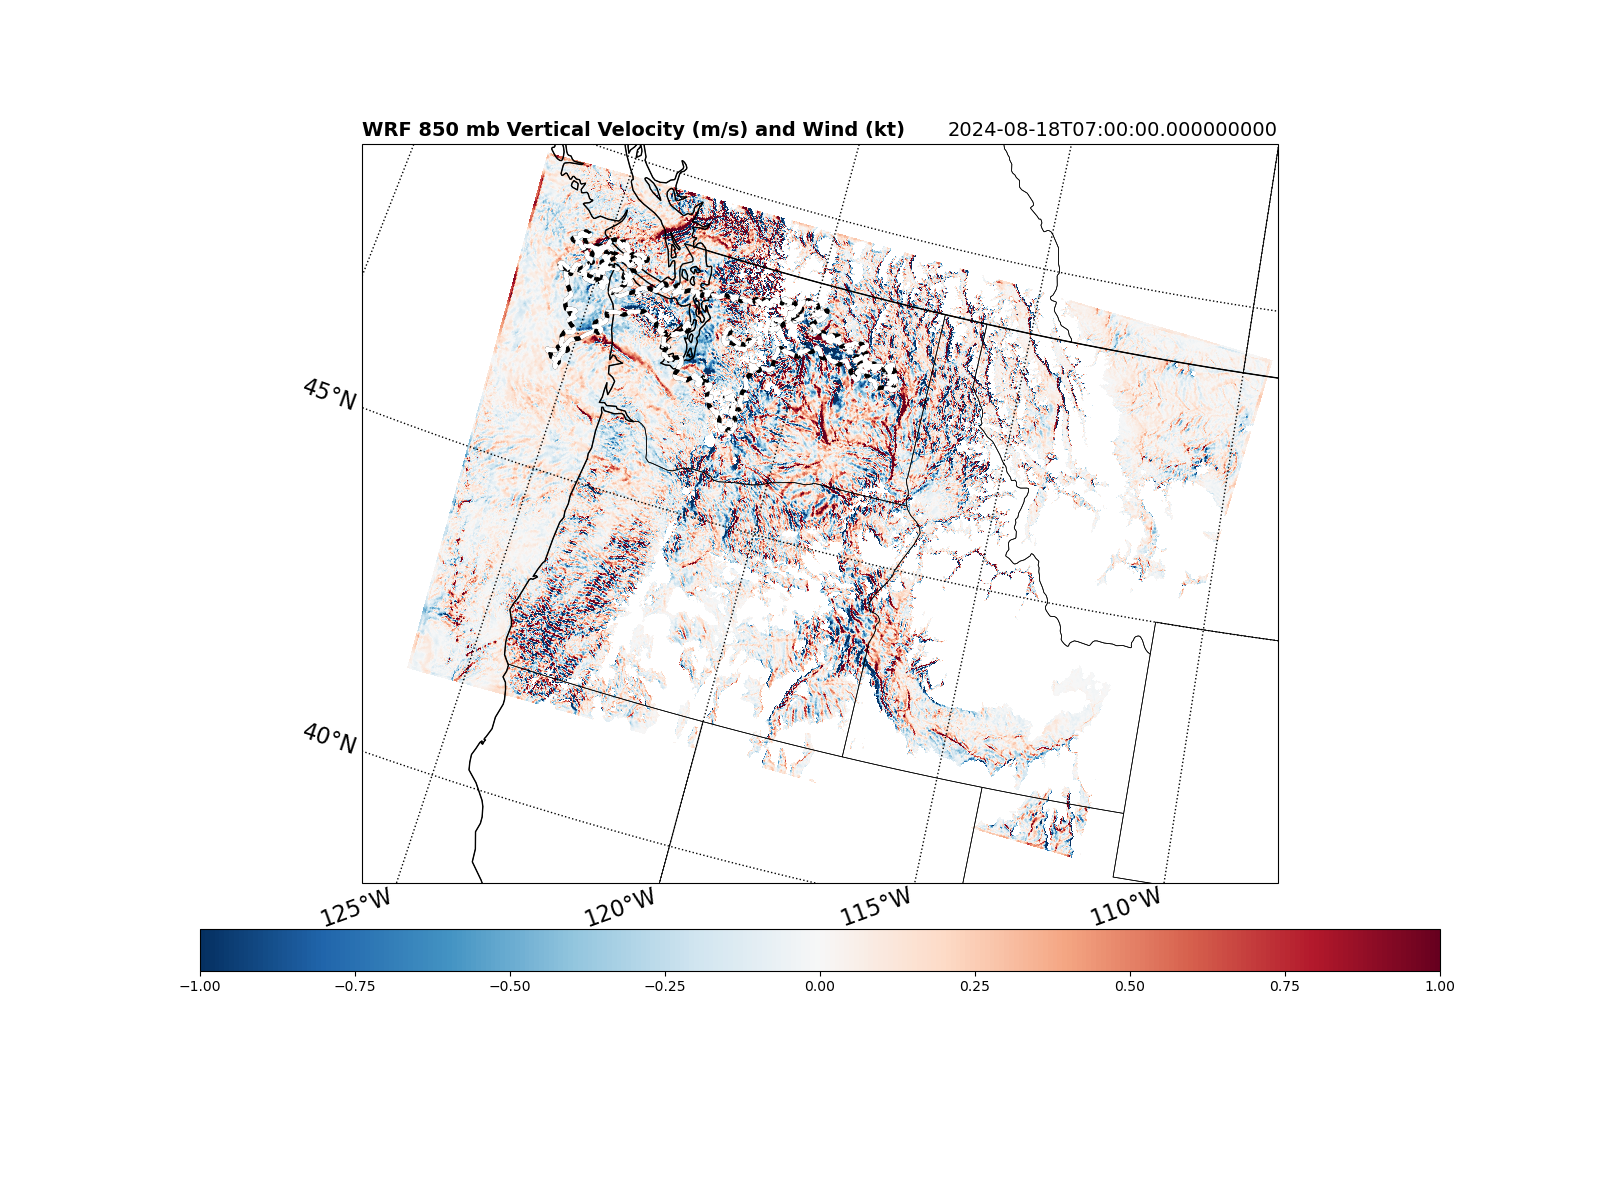 WRF 850 mb Vertical Velocity (m/s) and Wind (kt) 2024-08-18T07:00:00.000000000
45°N
40°N
125°W 120°W 115°W 110°W
−1.00 −0.75 −0.50 −0.25 0.00 0.25 0.50 0.75 1.00